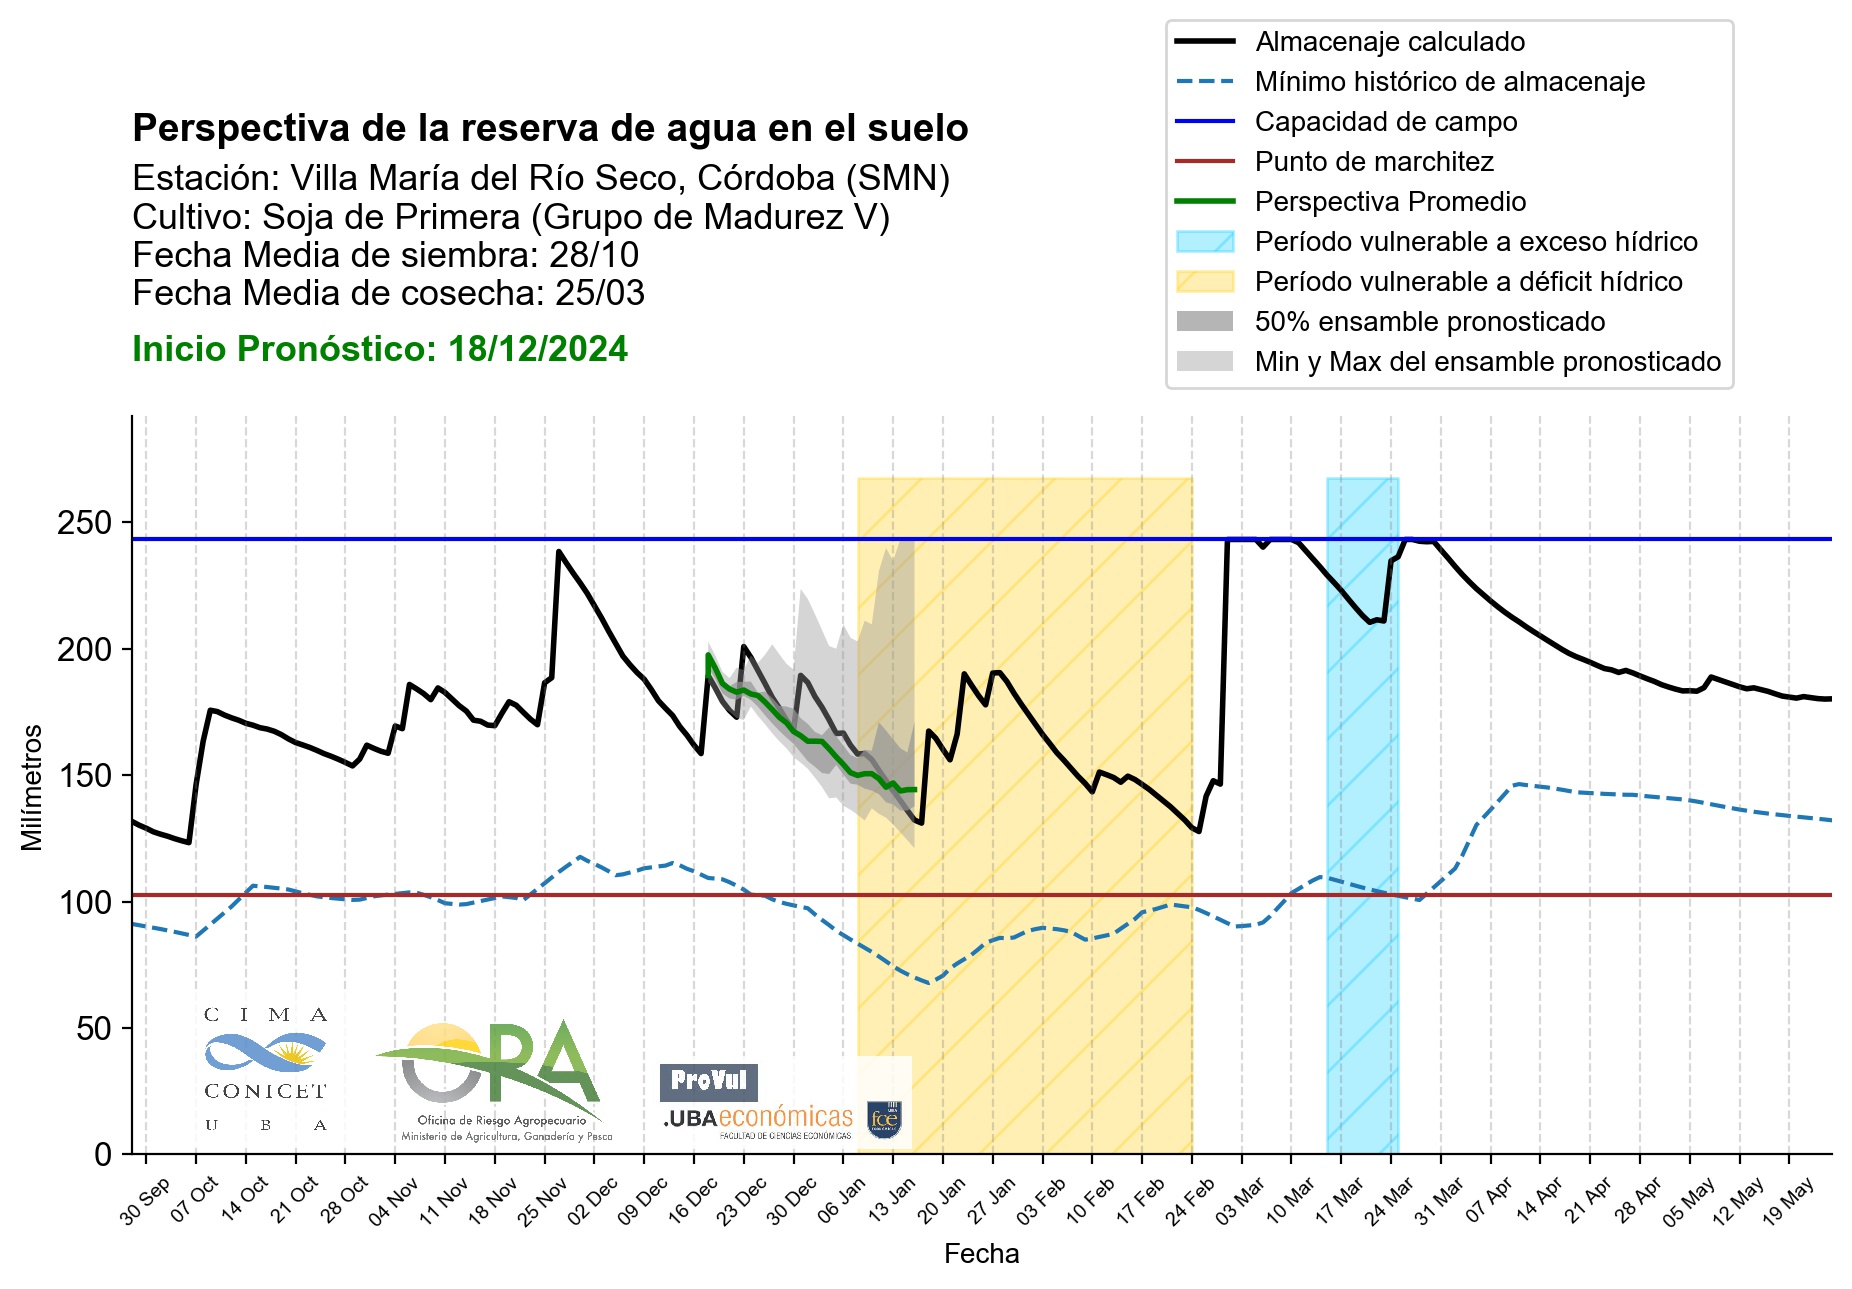 Almacenaje calculado
Mínimo histórico de almacenaje
Capacidad de campo
Punto de marchitez
Perspectiva Promedio
Período vulnerable a exceso hídrico
Período vulnerable a déficit hídrico
50% ensamble pronosticado
Min y Max del ensamble pronosticado
Perspectiva de la reserva de agua en el suelo
Estación: Villa María del Río Seco, Córdoba (SMN)
Cultivo: Soja de Primera (Grupo de Madurez V)
Fecha Media de siembra: 28/10
Fecha Media de cosecha: 25/03
Inicio Pronóstico: 18/12/2024
Milímetros
250
200
150
100
50
0
CIMA
CONICET
UBA
ORA
Oficina de Riesgo Agropecuario
Ministerio de Agricultura, Ganadería y Pesca
ProVul
.UBAeconómicas
FACULTAD DE CIENCIAS ECONÓMICAS
fce
30 Sep 07 Oct 14 Oct 21 Oct 28 Oct 04 Nov 11 Nov 18 Nov 25 Nov 02 Dec 09 Dec 16 Dec 23 Dec 30 Dec 06 Jan 13 Jan 20 Jan 27 Jan 03 Feb 10 Feb 17 Feb 24 Feb 03 Mar 10 Mar 17 Mar 24 Mar 31 Mar 07 Apr 14 Apr 21 Apr 28 Apr 05 May 12 May 19 May
Fecha